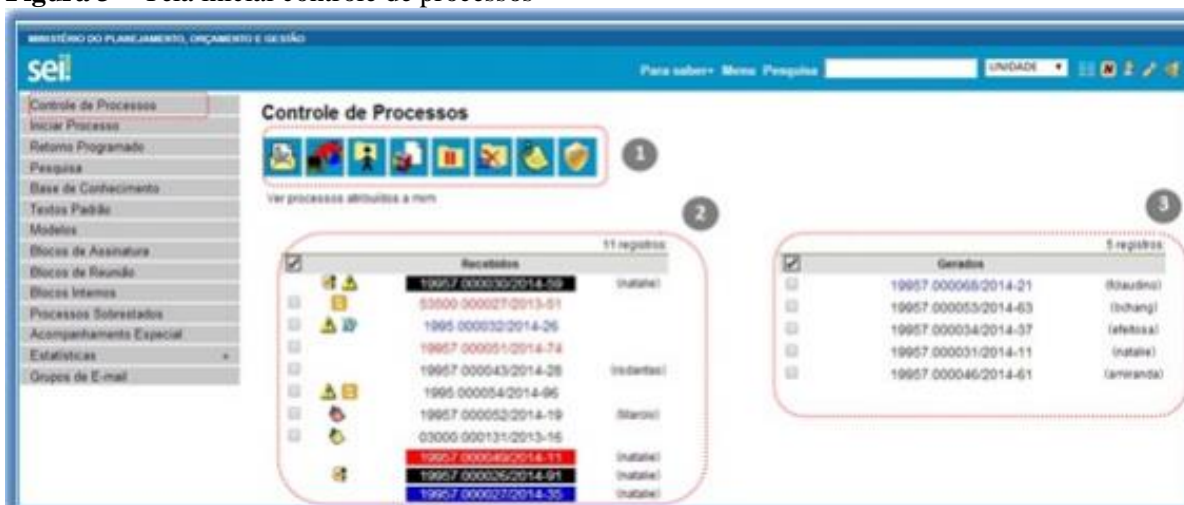 Figura 3 – Tela inicial controle de processos
MINISTÉRIO DO PLANEJAMENTO, ORÇAMENTO E GESTÃO
sei!
Para saber+ Menu Pesquisa
UNIDADE
Controle de Processos
Iniciar Processo
Retorno Programado
Pesquisa
Base de Conhecimento
Textos Padrão
Modelos
Blocos de Assinatura
Blocos de Reunião
Blocos Internos
Processos Sobrestados
Acompanhamento Especial
Estatísticas
Grupos de E-mail
Controle de Processos
1
Ver processos atribuídos a mim
2
11 registros:
Recebidos
19957.000030/2014-59 (natalie)
53500.000027/2013-51
1995.000032/2014-26
19957.000051/2014-74
19957.000043/2014-28
1995.000054/2014-96
19957.000052/2014-19 (Marcio)
03000.000131/2013-16
19957.000049/2014-11 (natalie)
19957.000026/2014-91 (natalie)
19957.000027/2014-35 (natalie)
3
5 registros:
Gerados
19957.000068/2014-21 (fclaudino)
19957.000053/2014-63 (bchang)
19957.000034/2014-37
19957.000031/2014-11 (natalie)
19957.000046/2014-61 (amiranda)